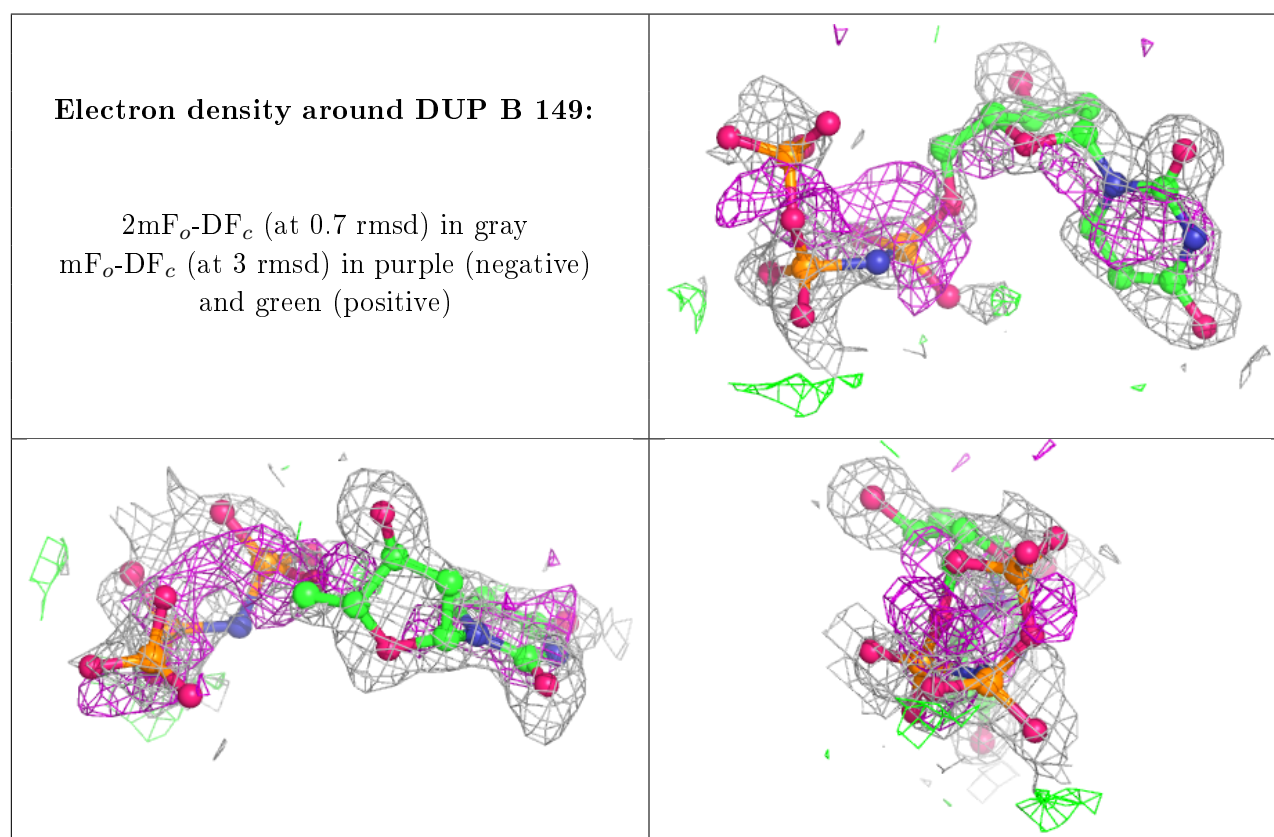 Electron density around DUP B 149:
2mFₒ-DF𝒸 (at 0.7 rmsd) in gray
mFₒ-DF𝒸 (at 3 rmsd) in purple (negative)
and green (positive)